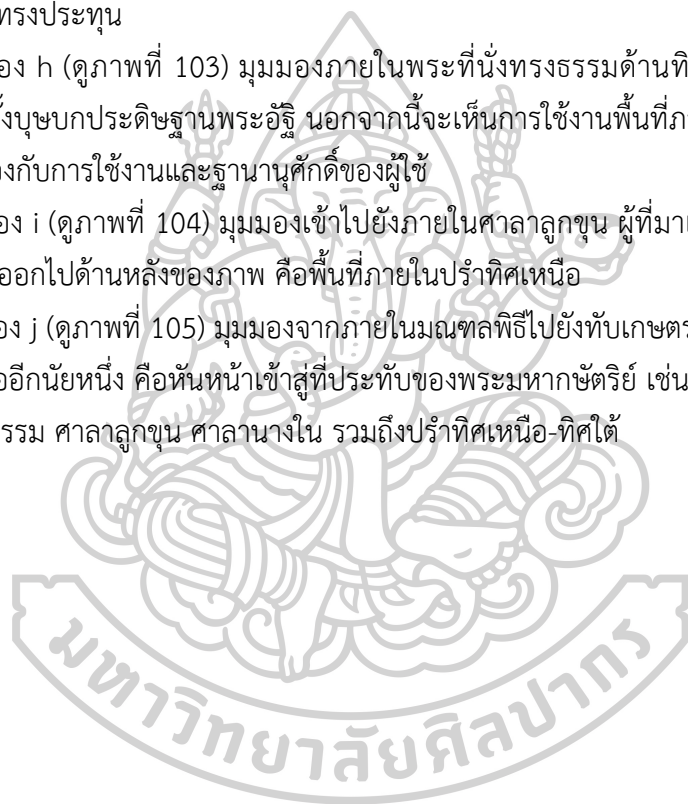 ทรงประทุน
อง h (ดูภาพที่ 103) มุมมองภายในพระที่นั่งทรงธรรมด้านทิ
ั้งบุษบกประดิษฐานพระอัฐิ นอกจากนี้จะเห็นการใช้งานพื้นที่ภา
องกับการใช้งานและฐานานุศักดิ์ของผู้ใช้
อง i (ดูภาพที่ 104) มุมมองเข้าไปยังภายในศาลาลูกขุน ผู้ที่มาเ
ออกไปด้านหลังของภาพ คือพื้นที่ภายในปรำทิศเหนือ
อง j (ดูภาพที่ 105) มุมมองจากภายในมณฑลพิธีไปยังทับเกษตร
ออีกนัยหนึ่ง คือหันหน้าเข้าสู่ที่ประทับของพระมหากษัตริย์ เช่น
รรม ศาลาลูกขุน ศาลานางใน รวมถึงปรำทิศเหนือ-ทิศใต้
มหาวิทยาลัยศิลปากร